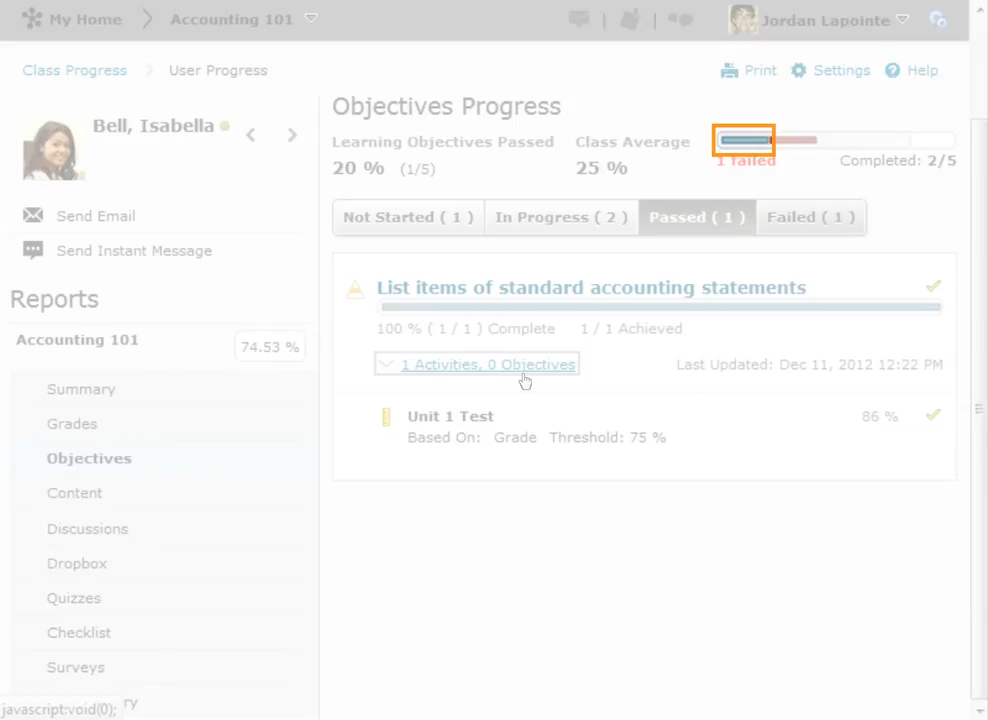 My Home
Accounting 101
Jordan Lapointe
Class Progress
User Progress
Print
Settings
Help
Bell, Isabella
Send Email
Send Instant Message
Reports
Accounting 101
74.53 %
Summary
Grades
Objectives
Content
Discussions
Dropbox
Quizzes
Checklist
Surveys
ry
javascript:void(0);
Objectives Progress
Learning Objectives Passed
20 % (1/5)
Class Average
25 %
1 failed
Completed: 2/5
Not Started ( 1 )
In Progress ( 2 )
Passed ( 1 )
Failed ( 1 )
List items of standard accounting statements
100 % ( 1 / 1 ) Complete 1 / 1 Achieved
1 Activities, 0 Objectives
Last Updated: Dec 11, 2012 12:22 PM
Unit 1 Test
86 %
Based On: Grade Threshold: 75 %